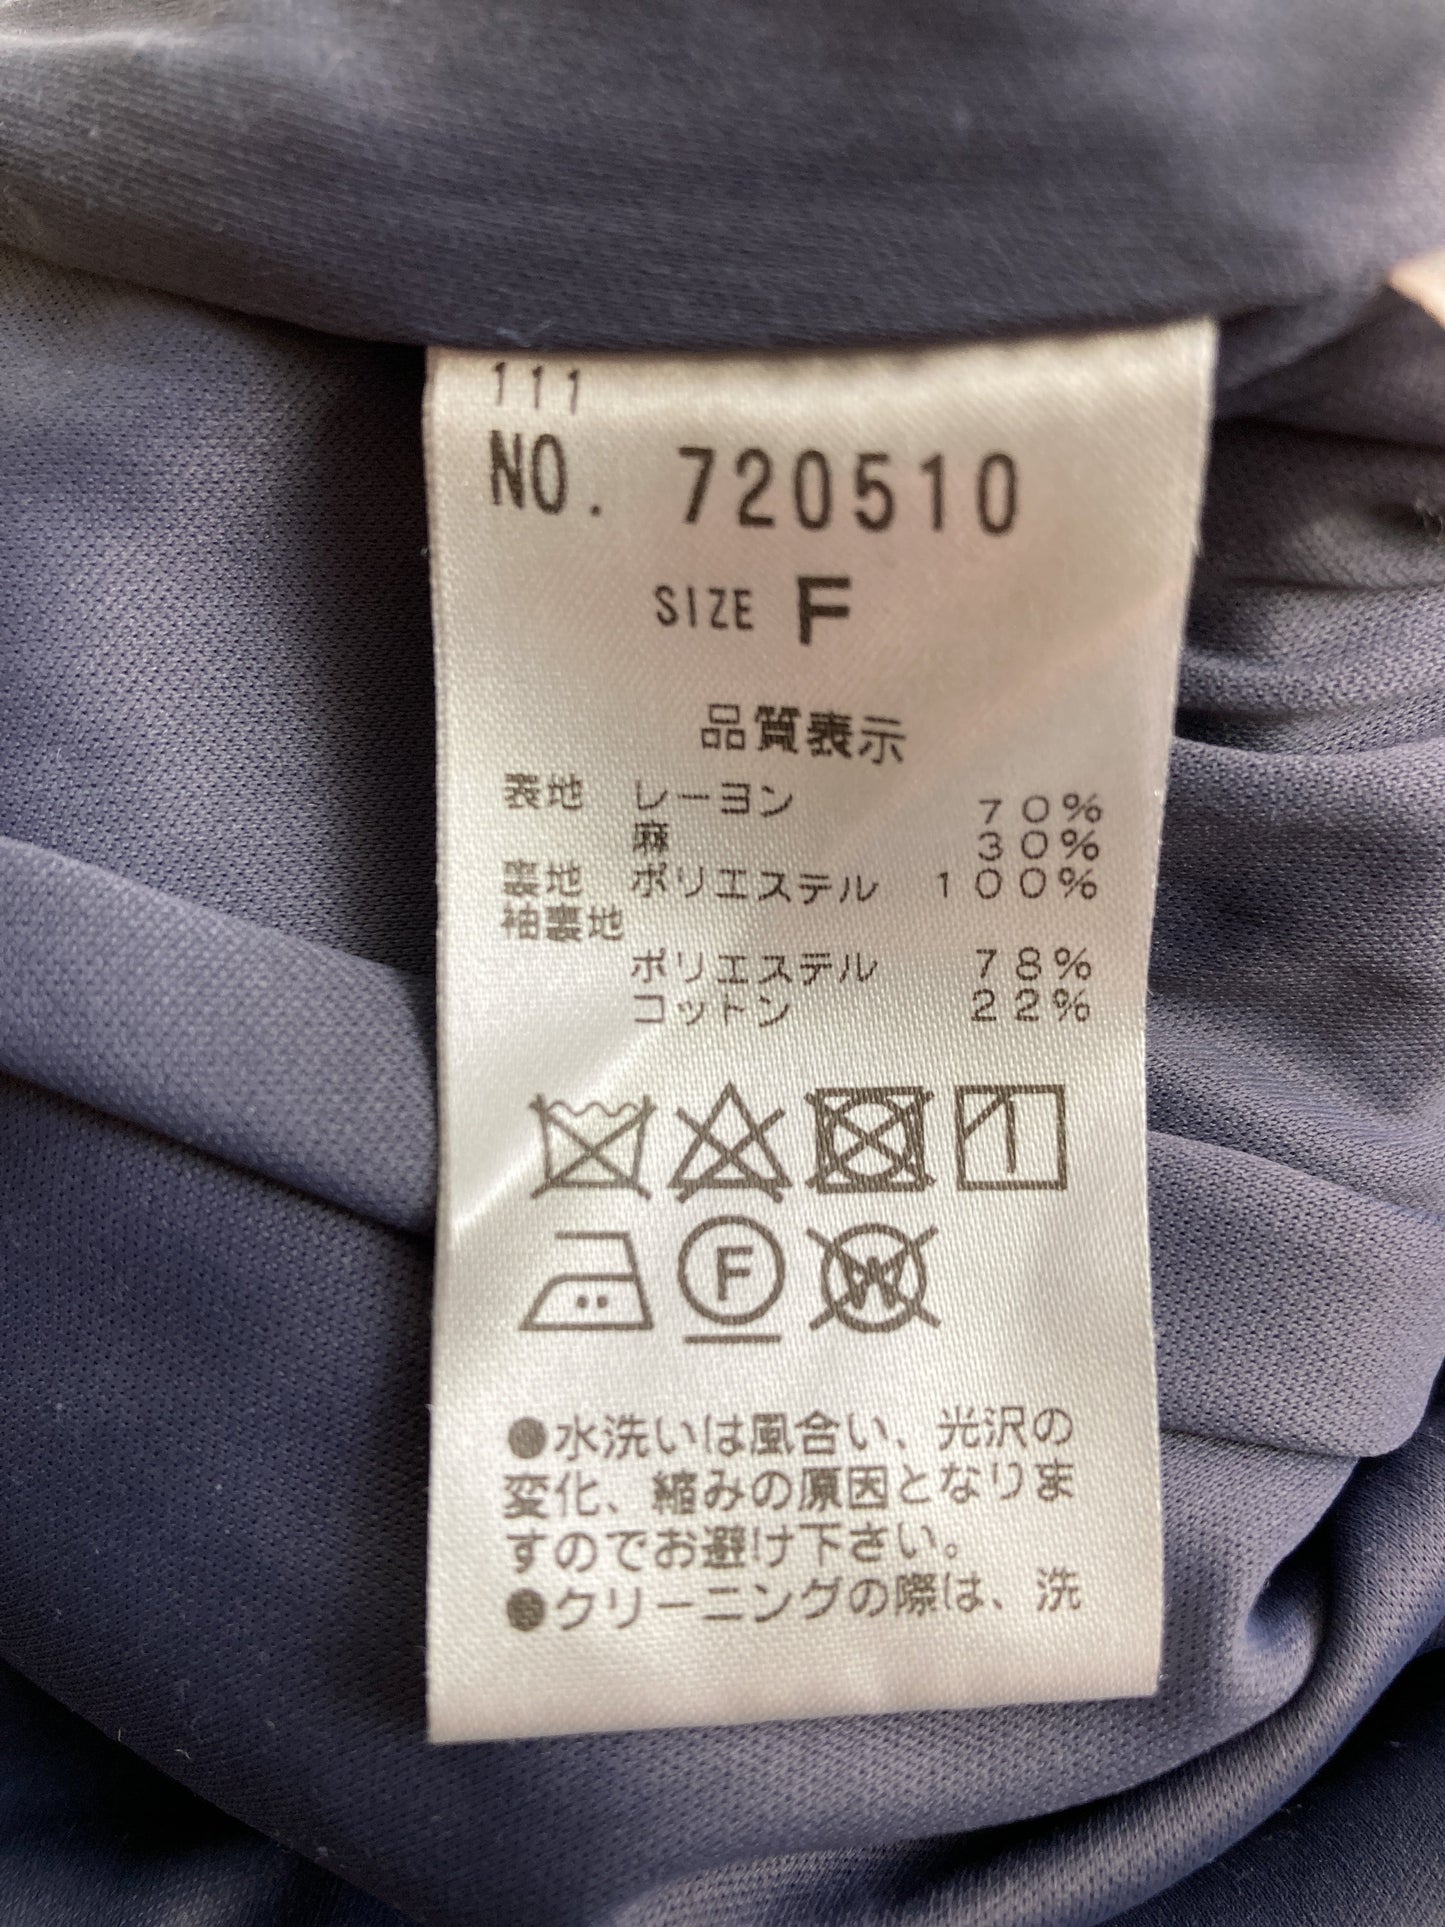 111
NO. 720510
SIZE F
品質表示
表地 レーヨン 70%
麻 30%
裏地 ポリエステル 100%
袖裏地
ポリエステル 78%
コットン 22%
F
W
●水洗いは風合い、光沢の
変化、縮みの原因となりま
すのでお避け下さい。
●クリーニングの際は、洗